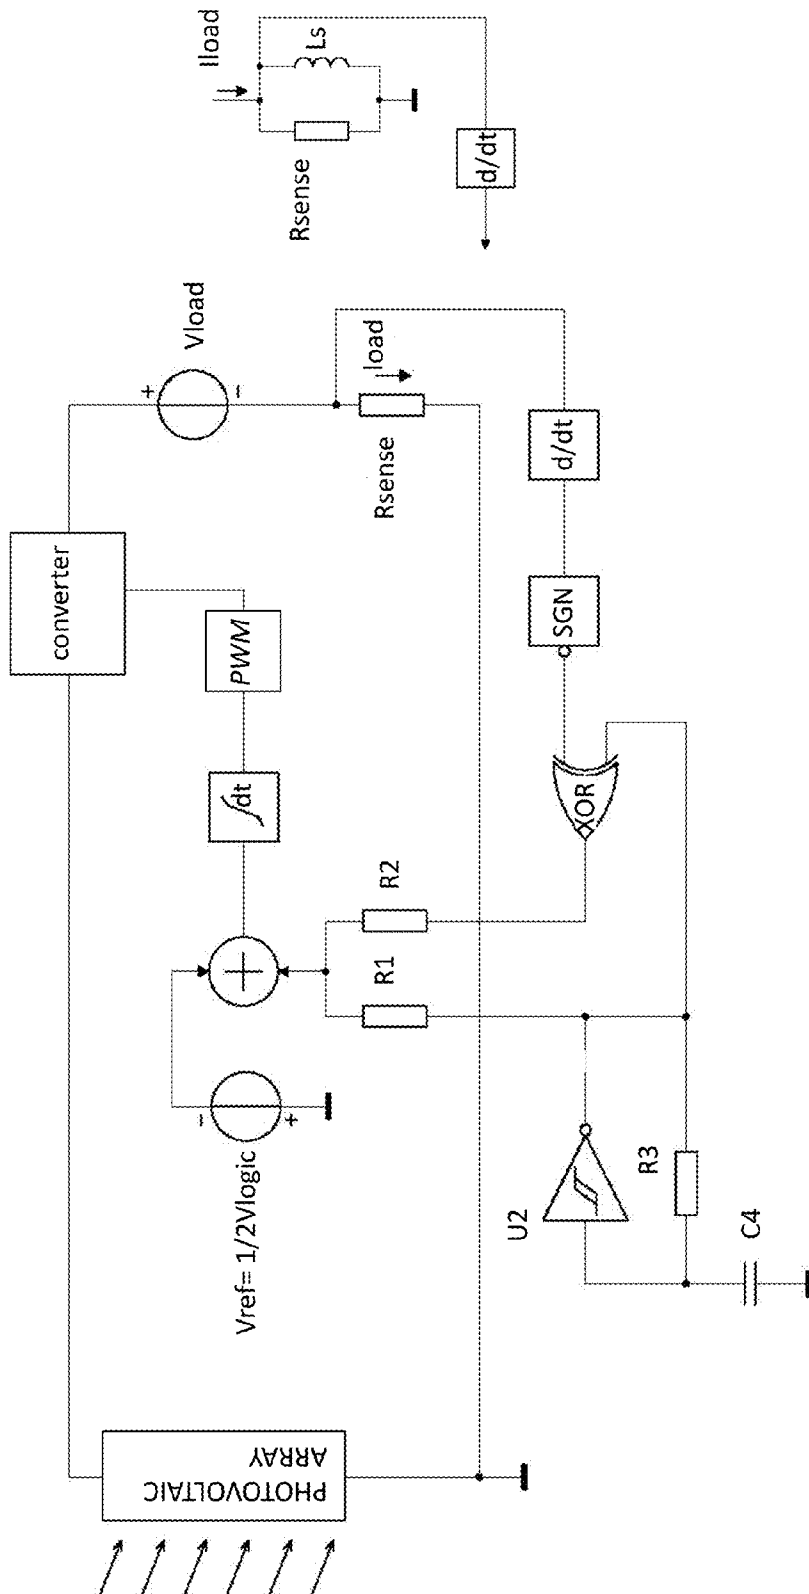 Iload
Ls
Rsense
d/dt
Vload
+
-
Iload
Rsense
d/dt
converter
PWM
SGN
∫dt
XOR
R2
R1
+
-
+
Vref= 1/2Vlogic
U2
R3
C4
PHOTOVOLTAIC
ARRAY